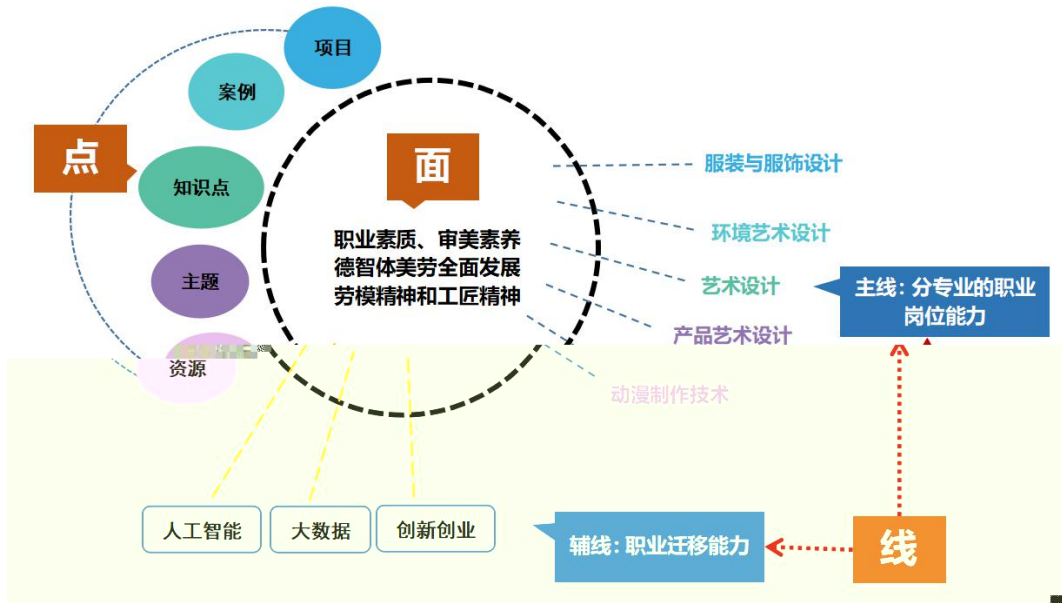 项目
案例
点
知识点
主题
资源
面
职业素质、审美素养
德智体美劳全面发展
劳模精神和工匠精神
服装与服饰设计
环境艺术设计
艺术设计
产品艺术设计
动漫制作技术
主线：分专业的职业
岗位能力
人工智能
大数据
创新创业
辅线：职业迁移能力
线